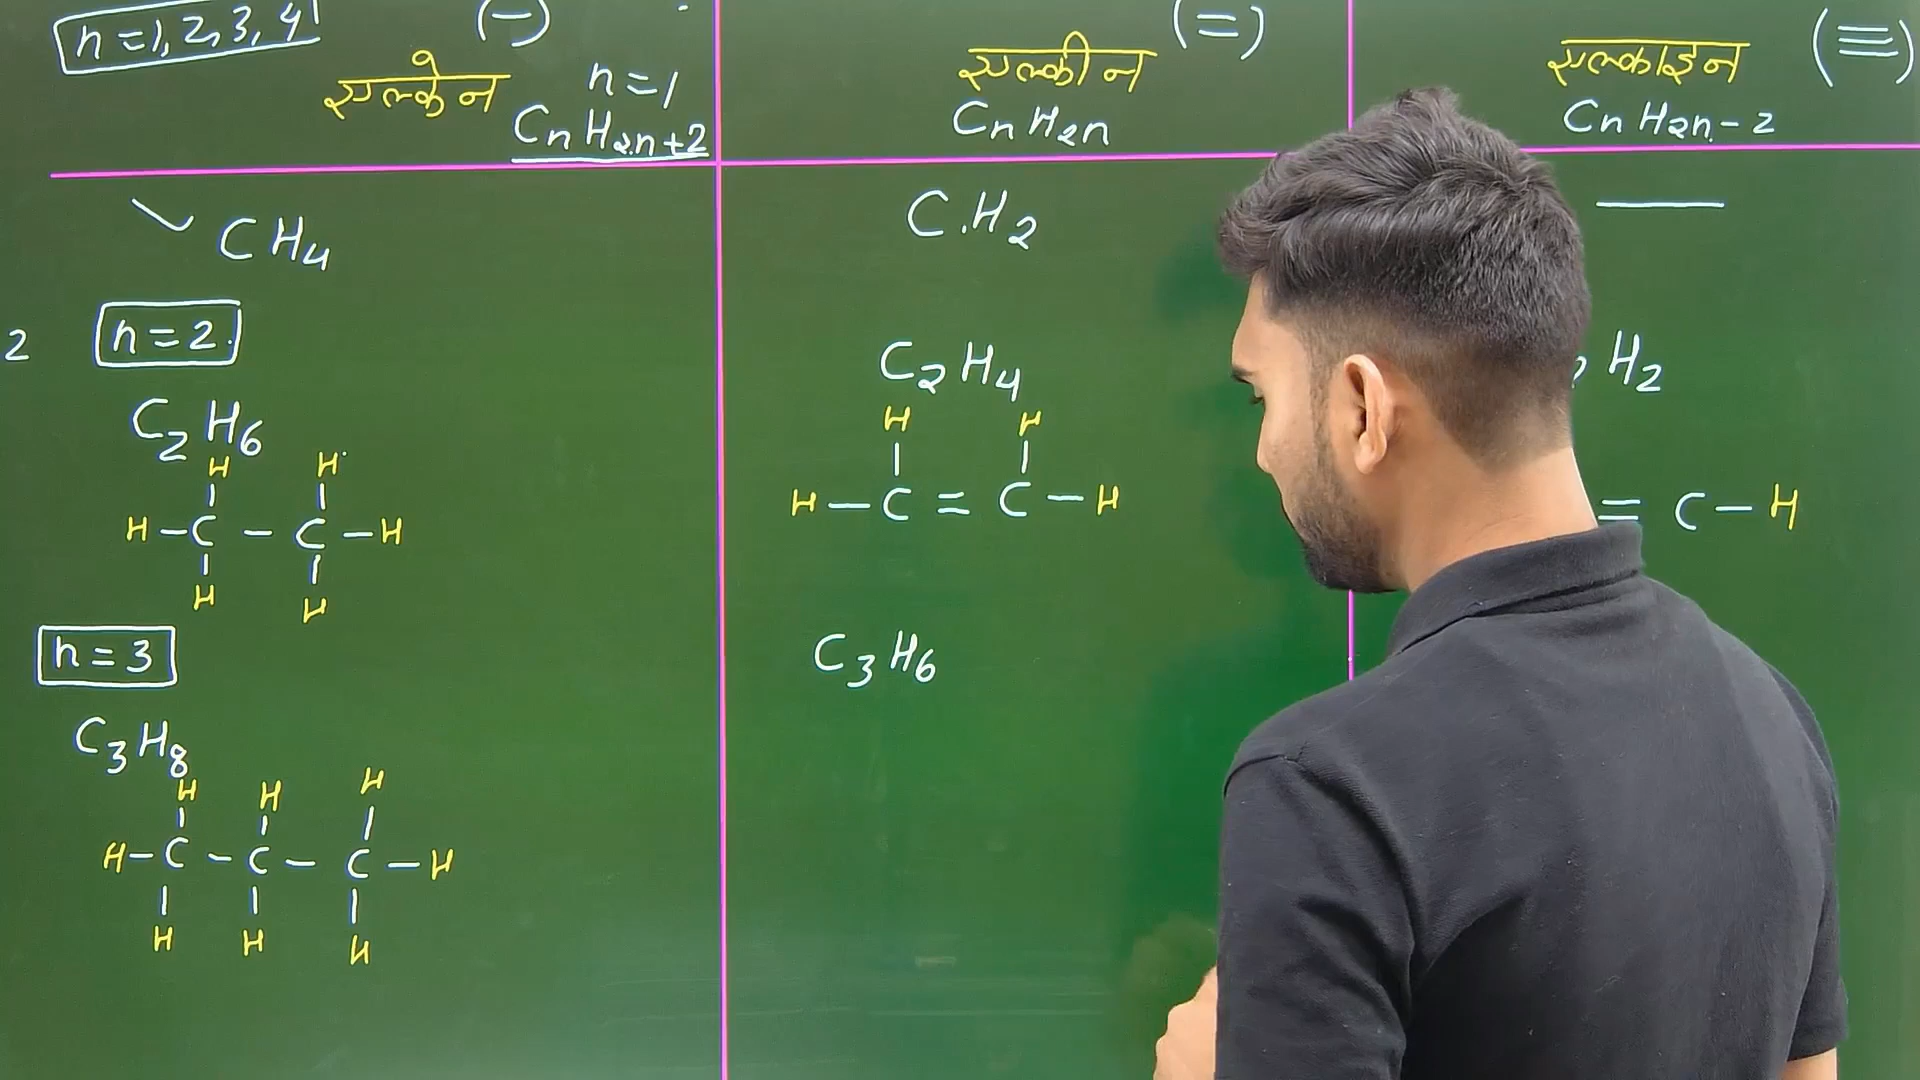 n=1,2,3,4
(-)
एल्केन
n=1
CnH2n+2
CH4
2
n=2.
C2H6
H H
H-C-C-H
H H
n=3
C3H8
H H H
H-C-C-C-H
H H H
(=)
एल्कीन
CnH2n
C.H2
C2H4
H H
H-C=C-H
C3H6
(≡)
एल्काइन
CnH2n-2
H2
≡C-H